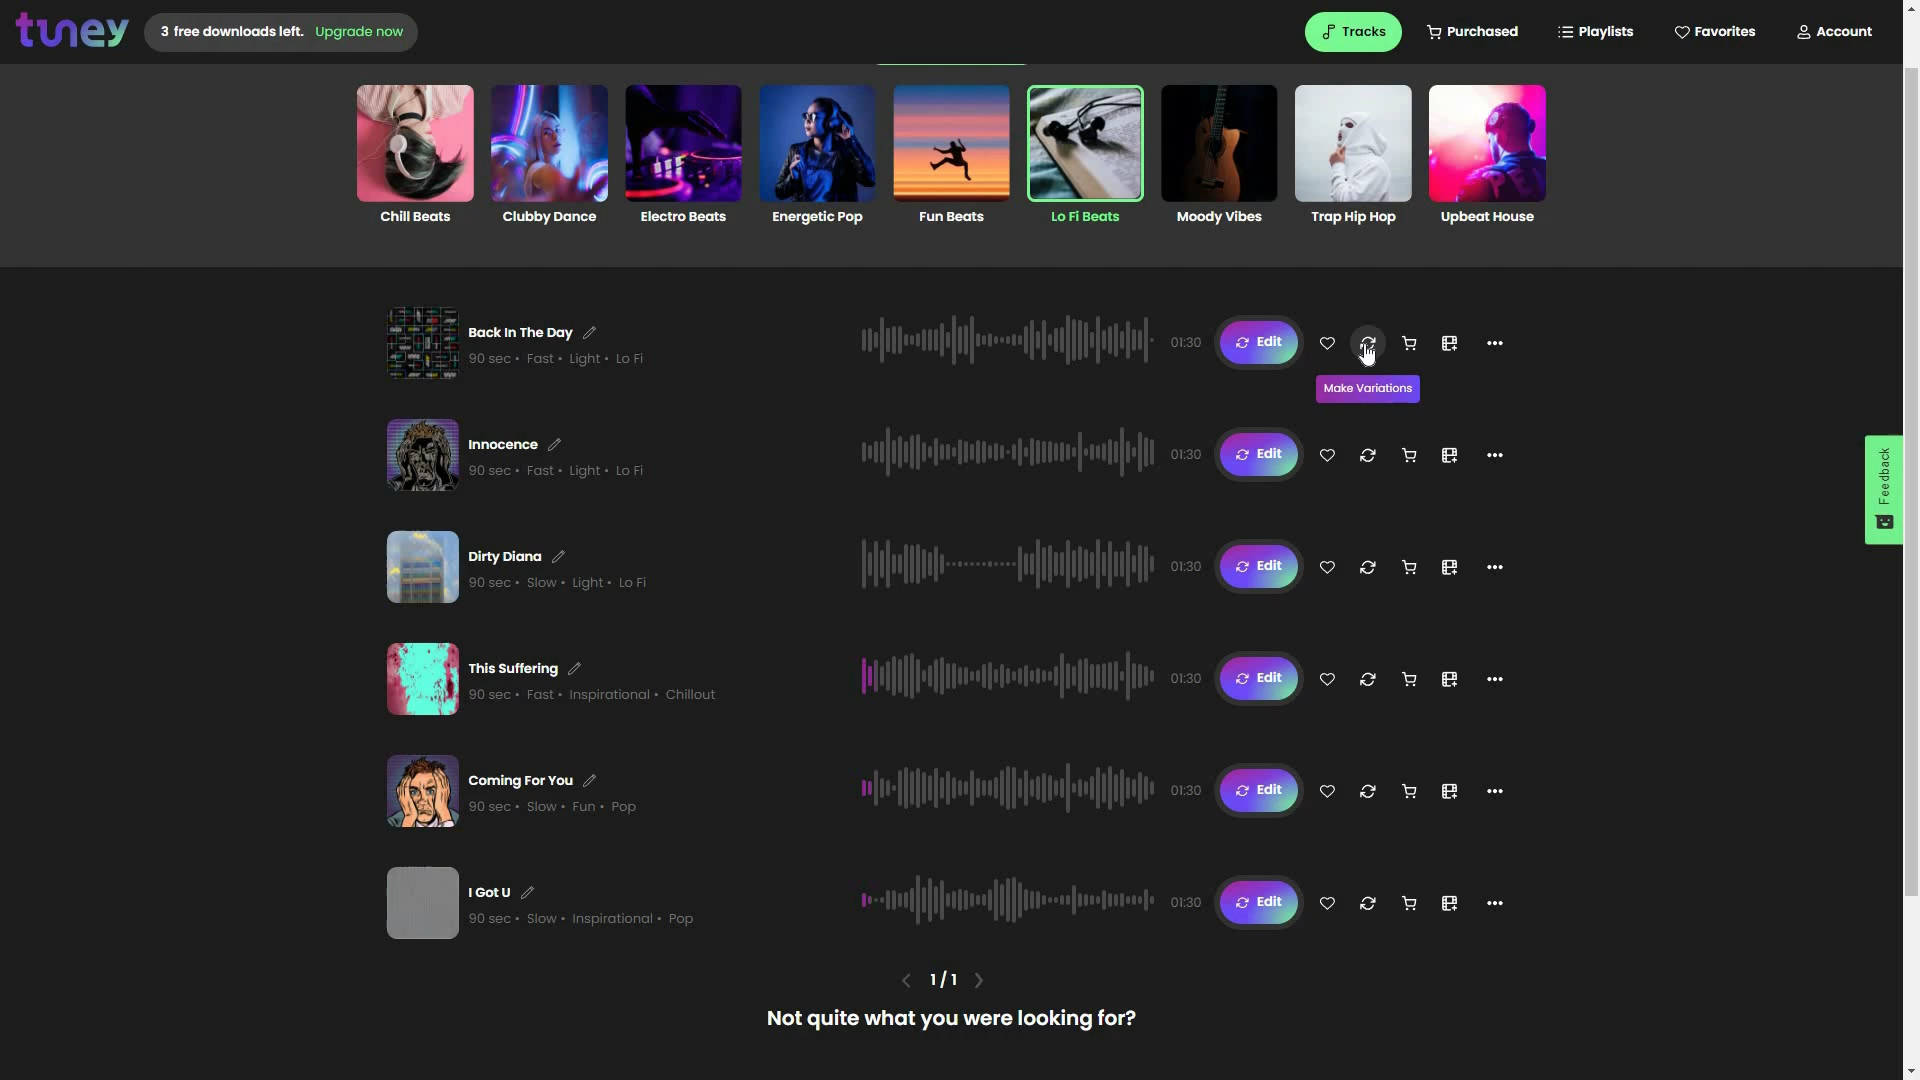 tuney
3 free downloads left. Upgrade now
Tracks
Purchased
Playlists
Favorites
Account
Chill Beats
Clubby Dance
Electro Beats
Energetic Pop
Fun Beats
Lo Fi Beats
Moody Vibes
Trap Hip Hop
Upbeat House
Back In The Day
90 sec • Fast • Light • Lo Fi
01:30
Edit
Make Variations
Innocence
90 sec • Fast • Light • Lo Fi
01:30
Edit
Feedback
Dirty Diana
90 sec • Slow • Light • Lo Fi
01:30
Edit
This Suffering
90 sec • Fast • Inspirational • Chillout
01:30
Edit
Coming For You
90 sec • Slow • Fun • Pop
01:30
Edit
I Got U
90 sec • Slow • Inspirational • Pop
01:30
Edit
1 / 1
Not quite what you were looking for?